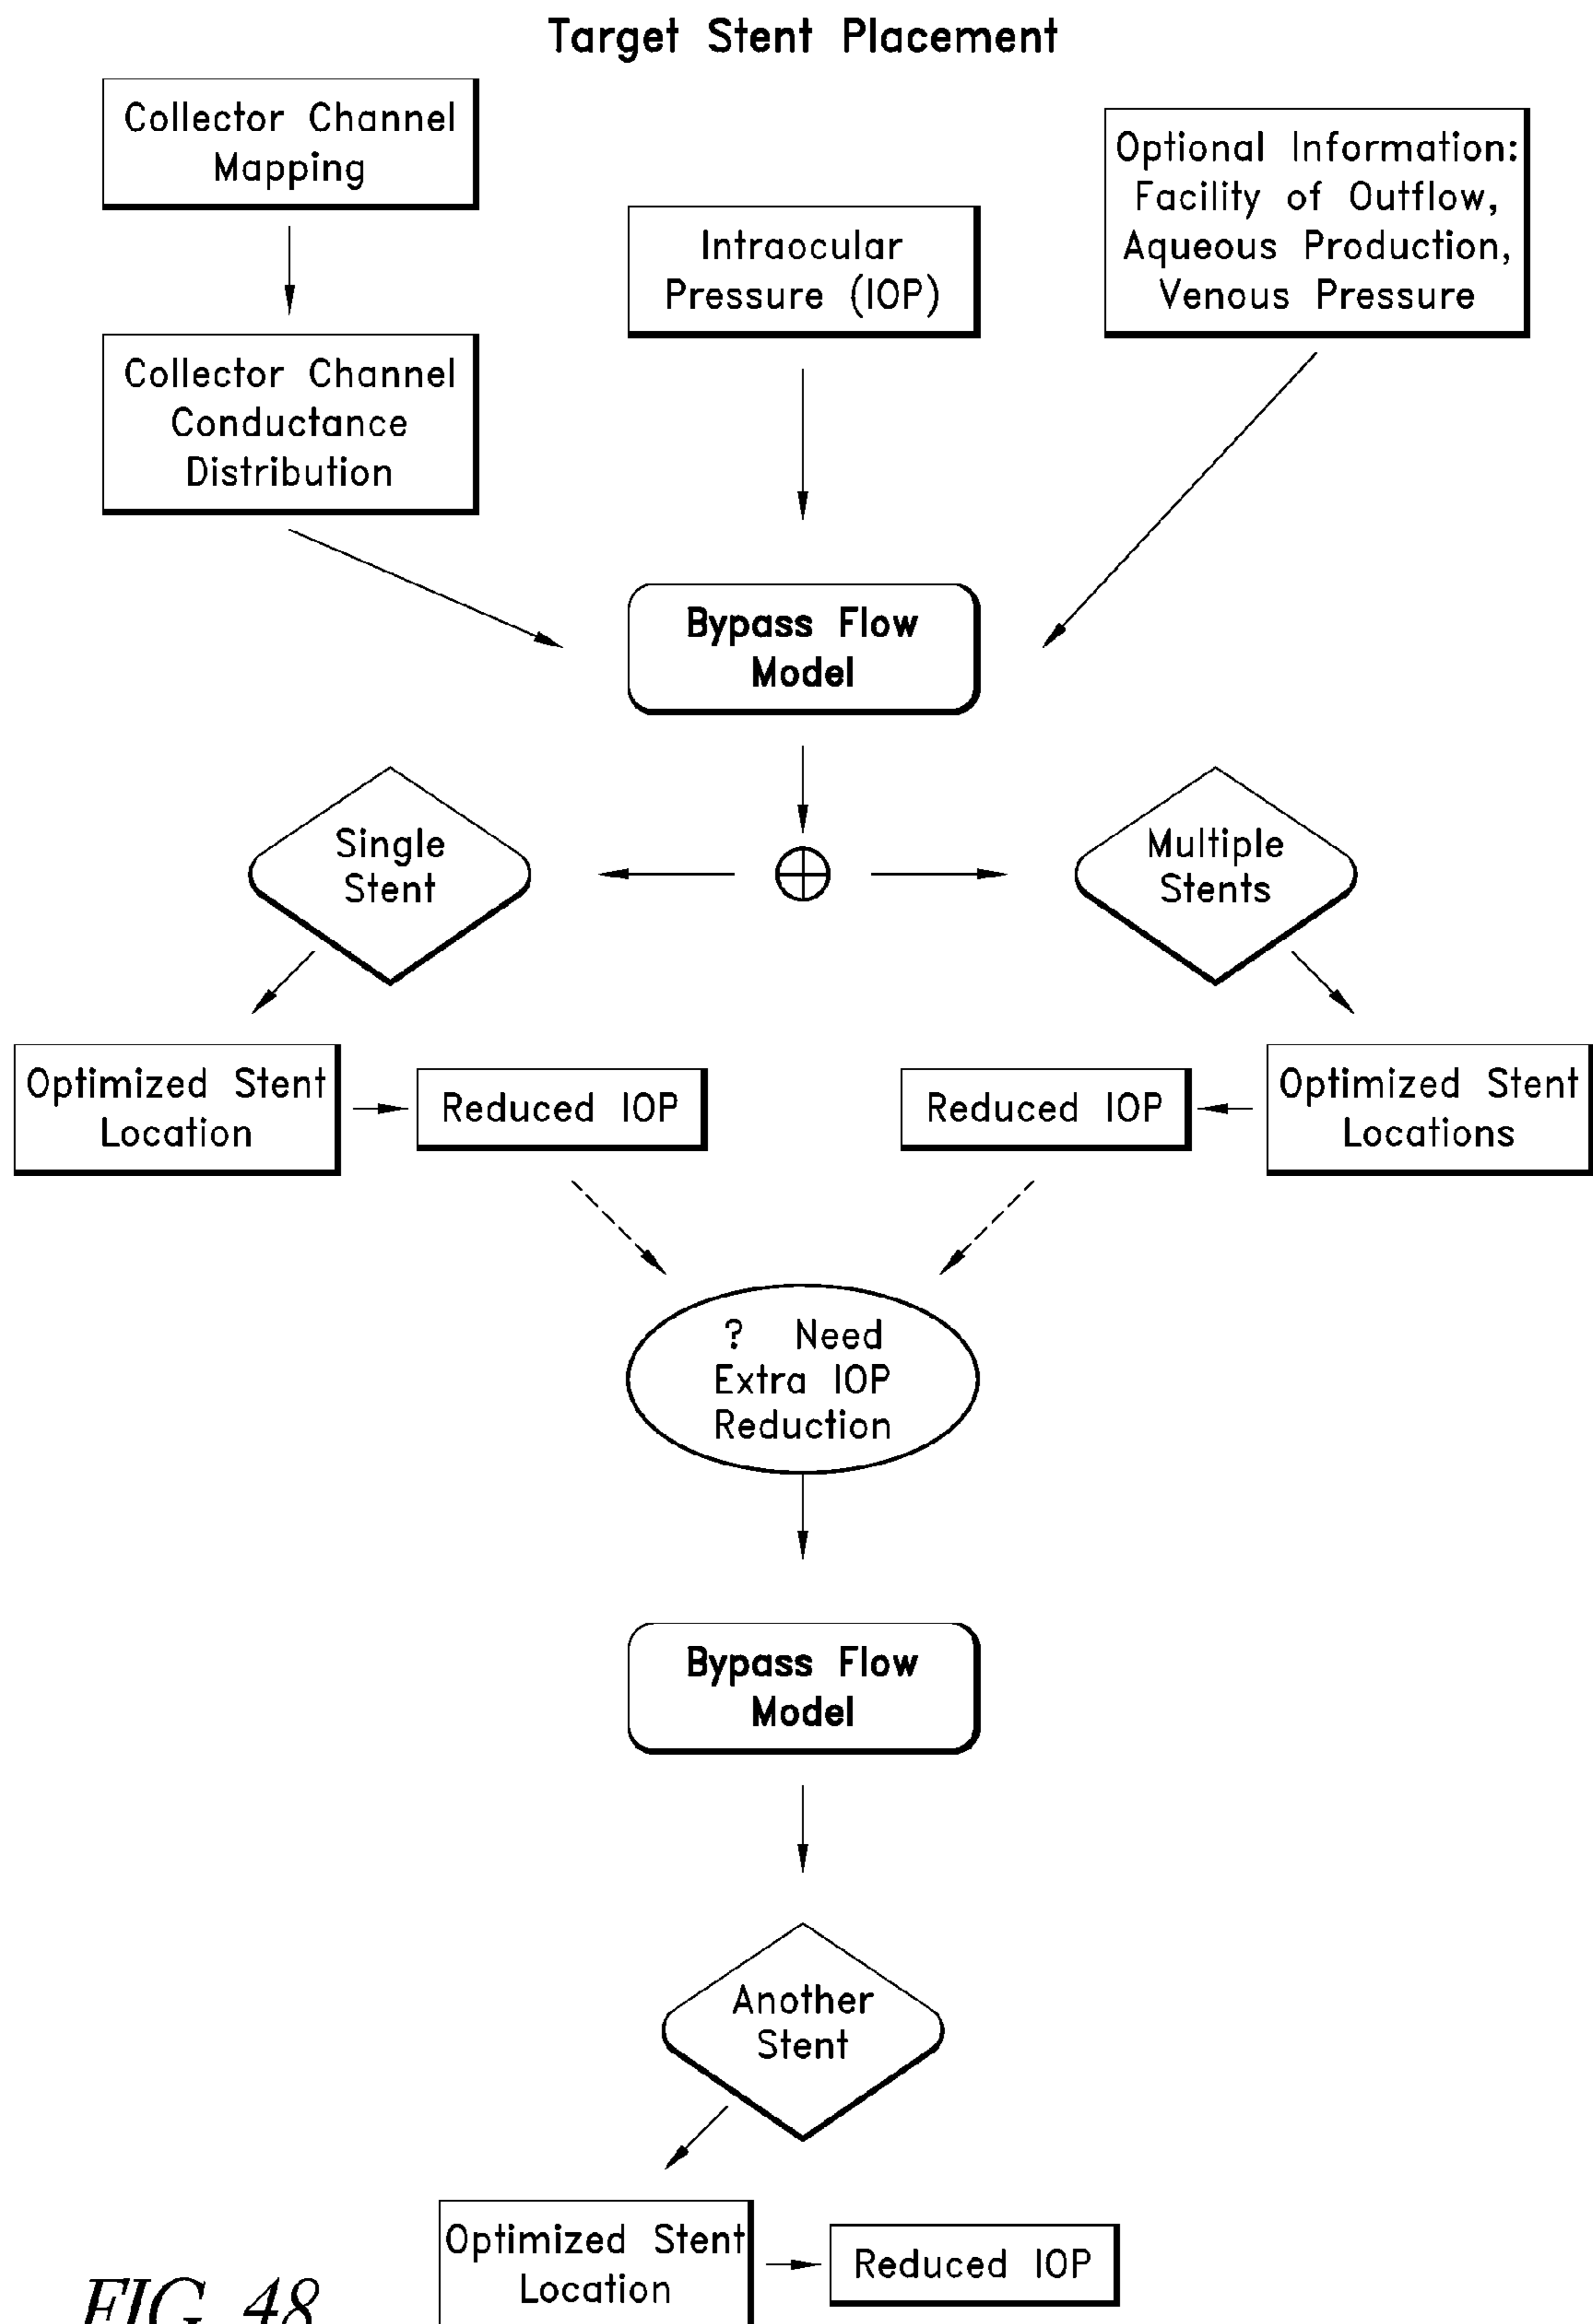 Target Stent Placement
Collector Channel
Mapping
Optional Information:
Facility of Outflow,
Aqueous Production,
Venous Pressure
Intraocular
Pressure (IOP)
Collector Channel
Conductance
Distribution
Bypass Flow
Model
Single
Stent
Multiple
Stents
Optimized Stent
Location
Reduced IOP
Reduced IOP
Optimized Stent
Locations
? Need
Extra IOP
Reduction
Bypass Flow
Model
Another
Stent
Optimized Stent
Location
Reduced IOP
FIG. 48